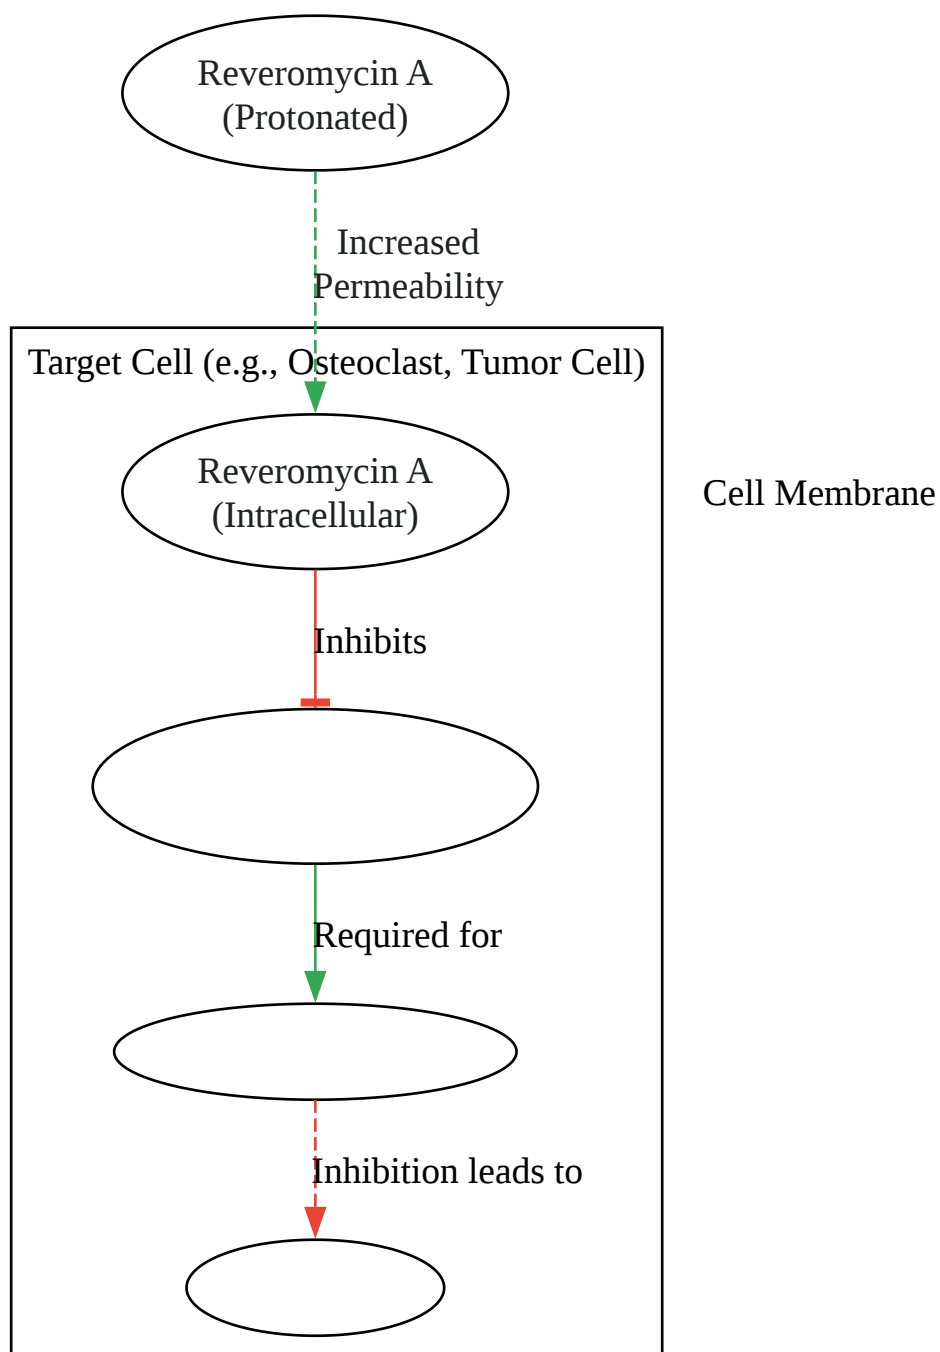 Reveromycin A
(Protonated)
Increased
Permeability
Target Cell (e.g., Osteoclast, Tumor Cell)
Reveromycin A
(Intracellular)
Cell Membrane
Inhibits
Required for
Inhibition leads to